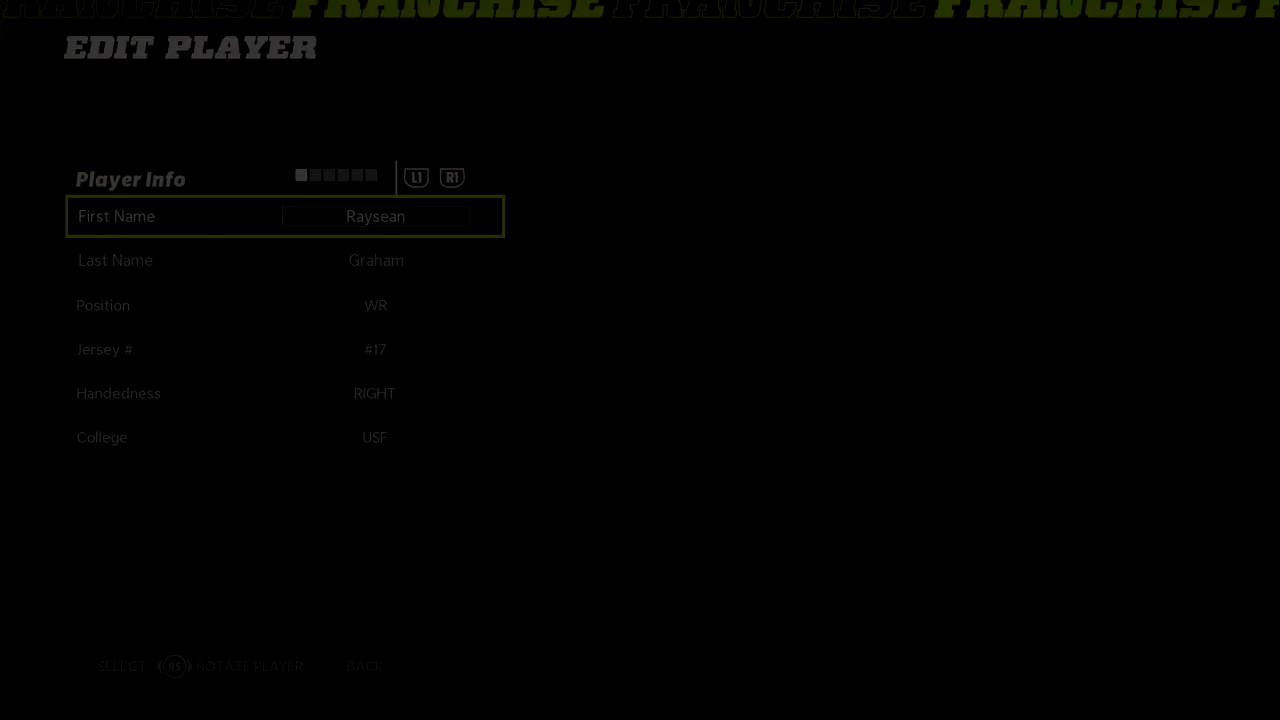 FRANCHISE FRANCHISE FRANCHISE FRANCHISE
EDIT PLAYER
Player Info L1 R1
First Name Raysean
Last Name Graham
Position WR
Jersey # #17
Handedness RIGHT
College USF
SELECT RS ROTATE PLAYER BACK